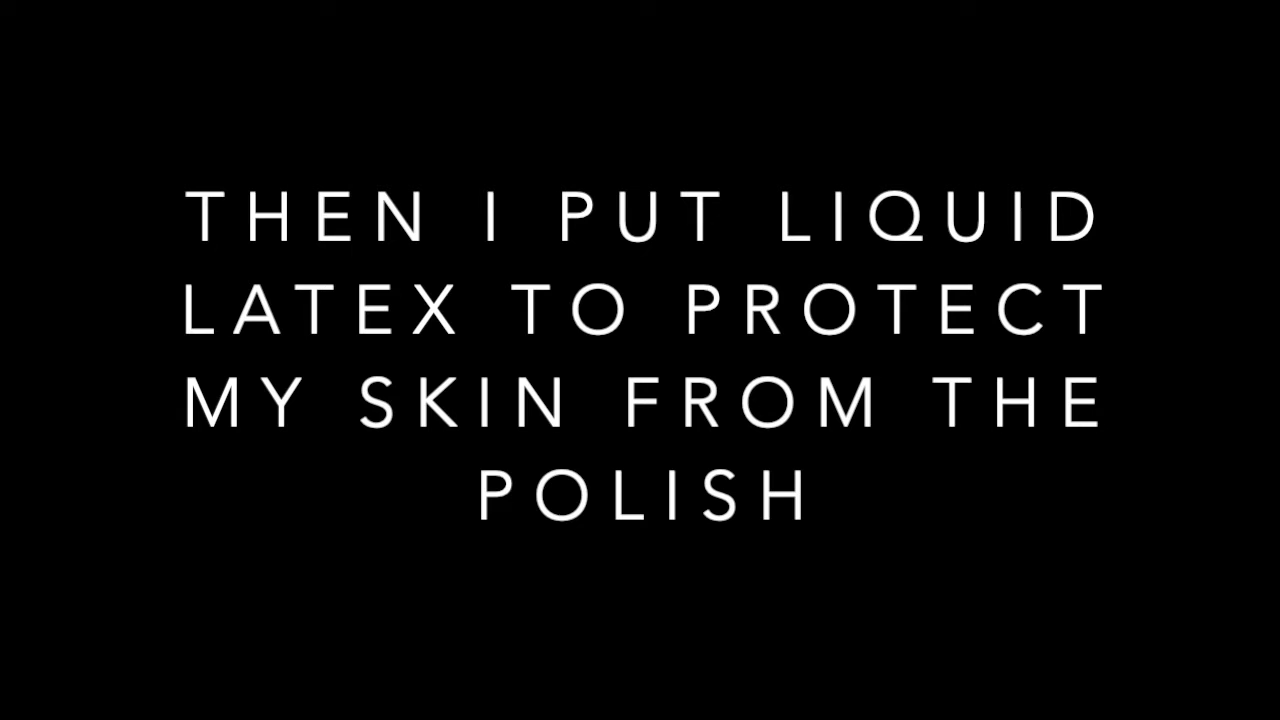 THEN I PUT LIQUID
LATEX TO PROTECT
MY SKIN FROM THE
POLISH